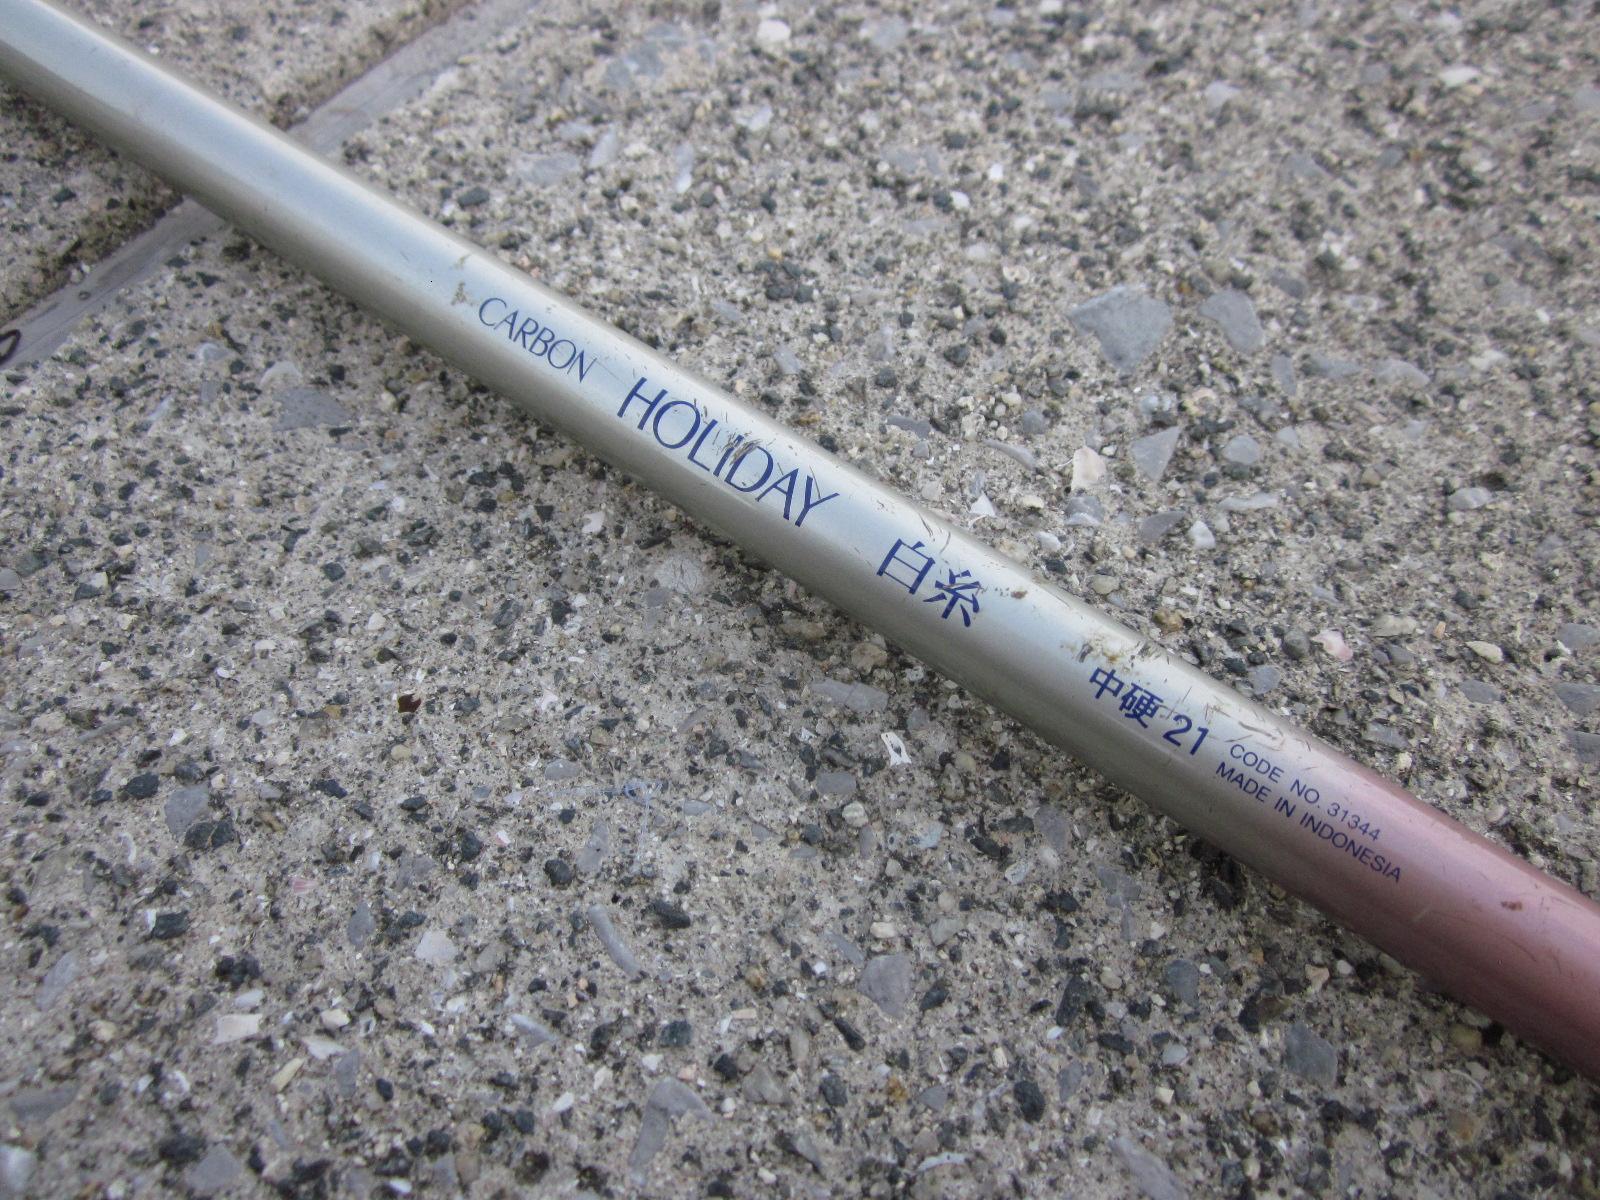 CARBON HOLIDAY 白糸 中硬 21
CODE NO. 31344
MADE IN INDONESIA